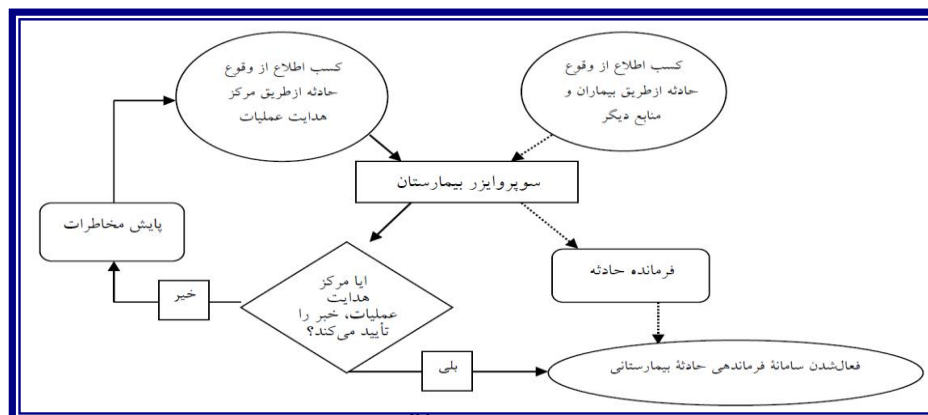 کسب اطلاع از وقوع
حادثه ازطریق بیماران و
منابع دیگر
کسب اطلاع از وقوع
حادثه ازطریق مرکز
هدایت عملیات
سوپروایزر بیمارستان
پایش مخاطرات
فرمانده حادثه
ایا مرکز
هدایت
عملیات، خبر را
تأیید می‌کند؟
خیر
بلی
فعال‌شدن سامانهٔ فرماندهی حادثهٔ بیمارستانی